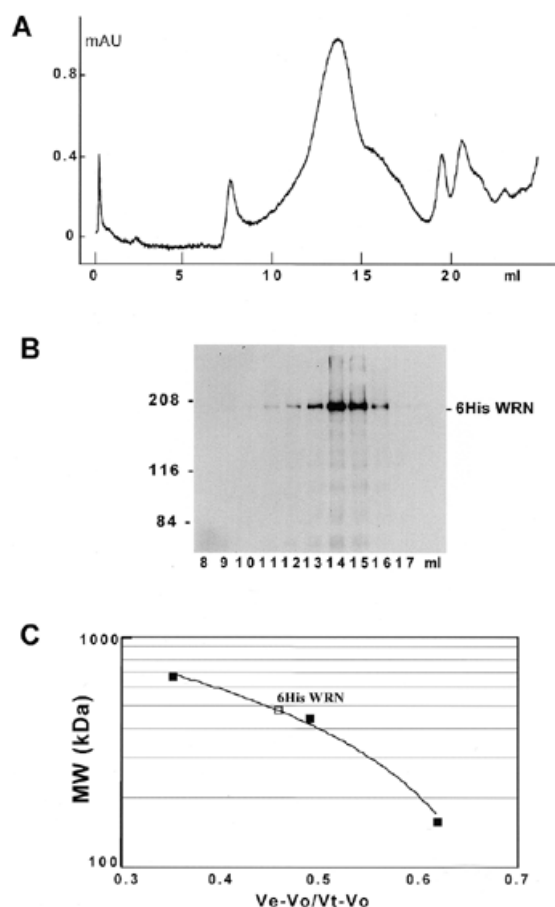 A
mAU
0.8
0.4
0
0 5 10 15 20 ml
B
208 -
116 -
84 -
- 6His WRN
8 9 10 11 12 13 14 15 16 17 ml
C
MW (kDa)
1000
100
6His WRN
0.3 0.4 0.5 0.6 0.7
Ve-Vo/Vt-Vo